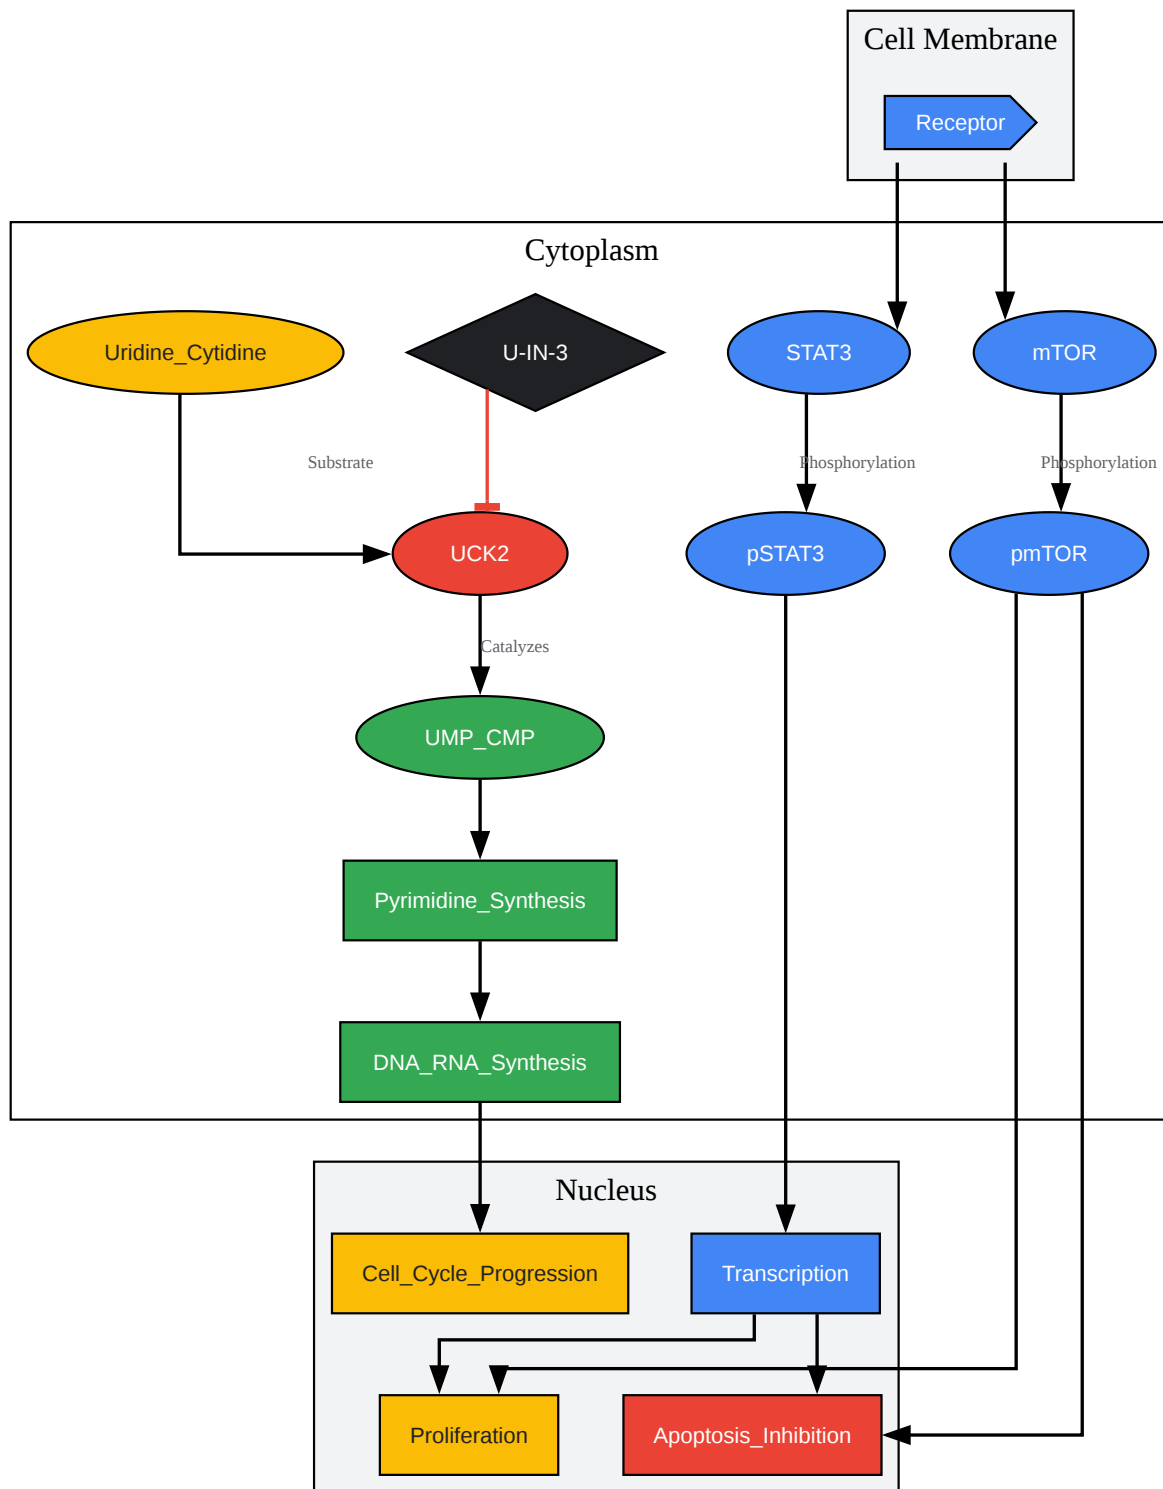 Cell Membrane
Receptor
Cytoplasm
Uridine_Cytidine
U-IN-3
STAT3
mTOR
Substrate
Phosphorylation
Phosphorylation
UCK2
pSTAT3
pmTOR
Catalyzes
UMP_CMP
Pyrimidine_Synthesis
DNA_RNA_Synthesis
Nucleus
Cell_Cycle_Progression
Transcription
Proliferation
Apoptosis_Inhibition